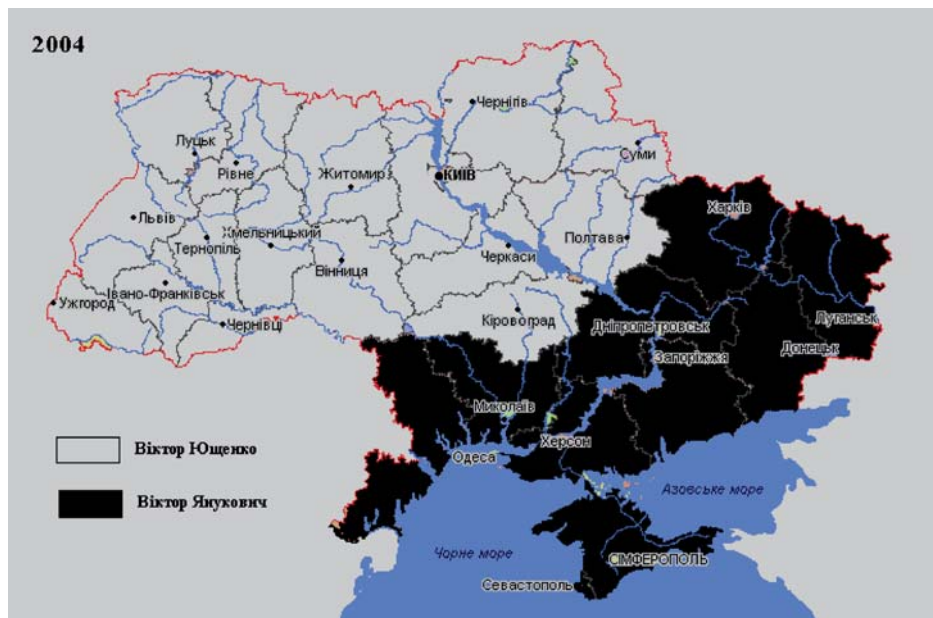 2004
Чернігів
Луцьк
Рівне
Житомир
КИЇВ
Суми
Львів
Тернопіль
Хмельницький
Вінниця
Черкаси
Полтава
Харків
Ужгород
Івано-Франківськ
Чернівці
Кіровоград
Дніпропетровськ
Луганськ
Донецьк
Запоріжжя
Миколаїв
Херсон
Одеса
Віктор Ющенко
Віктор Янукович
Азовське море
Чорне море
СІМФЕРОПОЛЬ
Севастополь